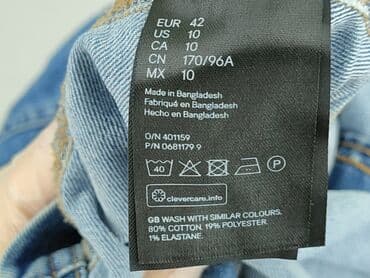 EUR 42
US 10
CA 10
CN 170/96A
MX 10
Made in Bangladesh
Fabriqué en Bangladesh
Hecho en Bangladesh
O/N 401159
P/N 0681179 9
40 P
clevercare.info
GB WASH WITH SIMILAR COLOURS.
80% COTTON. 19% POLYESTER.
1% ELASTANE.